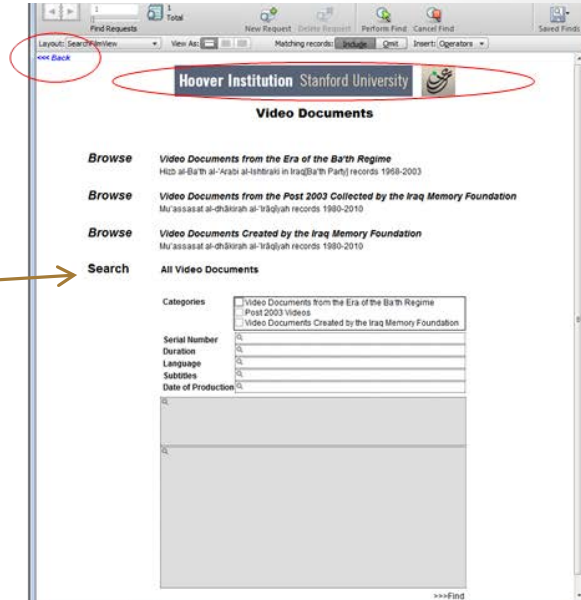 1
1
Total
Find Requests
New Request Delete Request Perform Find Cancel Find
Saved Finds
Layout: SearchFilmView View As: Matching records: Include Omit Insert: Operators
<<< Back
Hoover Institution Stanford University
Video Documents
Browse Video Documents from the Era of the Ba'th Regime
Hizb al-Ba'th al-'Arabi al-Ishtiraki in Iraq[Ba'th Party] records 1968-2003
Browse Video Documents from the Post 2003 Collected by the Iraq Memory Foundation
Mu'assasat al-dhākirah al-'Irāqīyah records 1980-2010
Browse Video Documents Created by the Iraq Memory Foundation
Mu'assasat al-dhākirah al-'Irāqīyah records 1980-2010
Search All Video Documents
Categories Video Documents from the Era of the Ba'th Regime
Post 2003 Videos
Video Documents Created by the Iraq Memory Foundation
Serial Number
Duration
Language
Subtitles
Date of Production
>>>Find